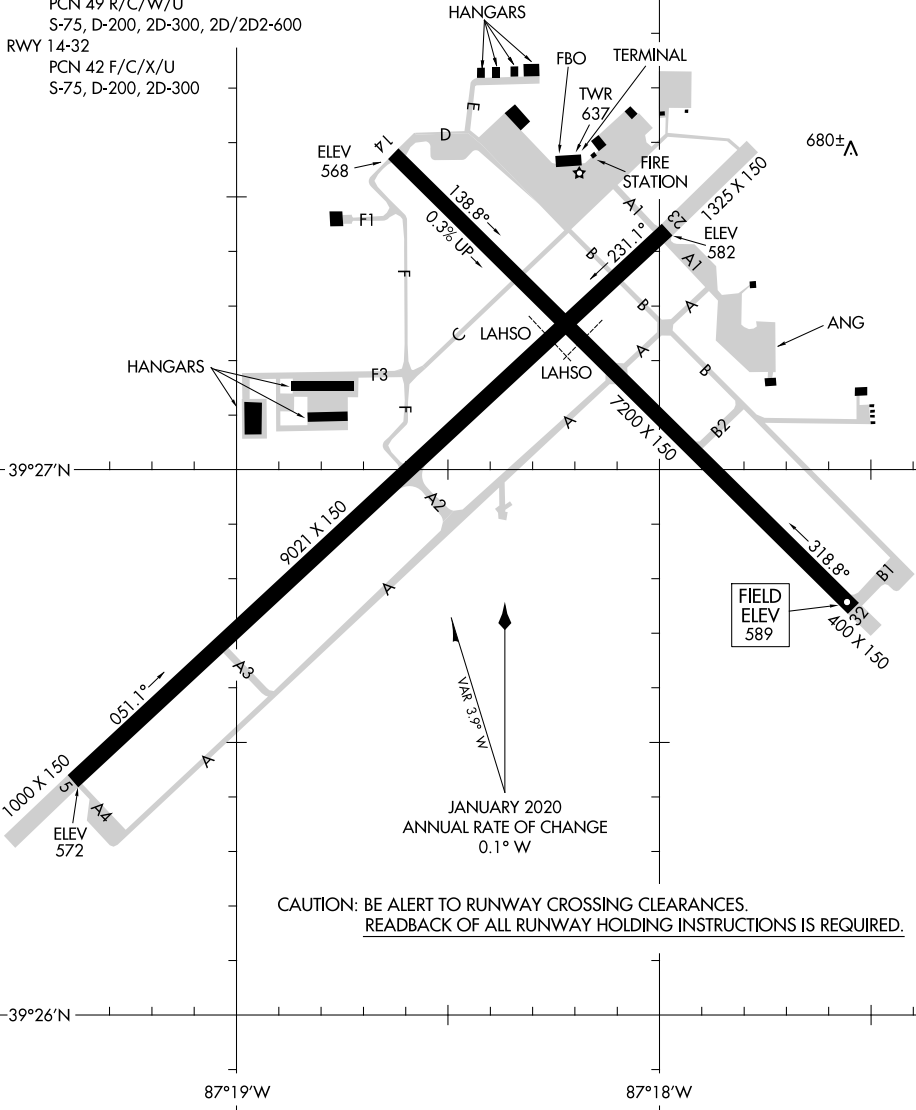 PCN 49 R/C/W/U
S-75, D-200, 2D-300, 2D/2D2-600
RWY 14-32
PCN 42 F/C/X/U
S-75, D-200, 2D-300
HANGARS
FBO
TERMINAL
TWR
637
E
D
14
ELEV
568
680±
FIRE
STATION
1325 X 150
A1
23
ELEV
582
138.8°
0.3% UP
231.1°
F1
F
B
A1
B
A
C
LAHSO
A
ANG
LAHSO
HANGARS
F3
B
F
A
7200 X 150
B2
39°27'N
A2
9021 X 150
318.8°
A
B1
FIELD
ELEV
589
32
400 X 150
A3
VAR 3.9° W
051.1°
A
1000 X 150
5
A4
ELEV
572
JANUARY 2020
ANNUAL RATE OF CHANGE
0.1° W
CAUTION: BE ALERT TO RUNWAY CROSSING CLEARANCES.
READBACK OF ALL RUNWAY HOLDING INSTRUCTIONS IS REQUIRED.
39°26'N
87°19'W
87°18'W